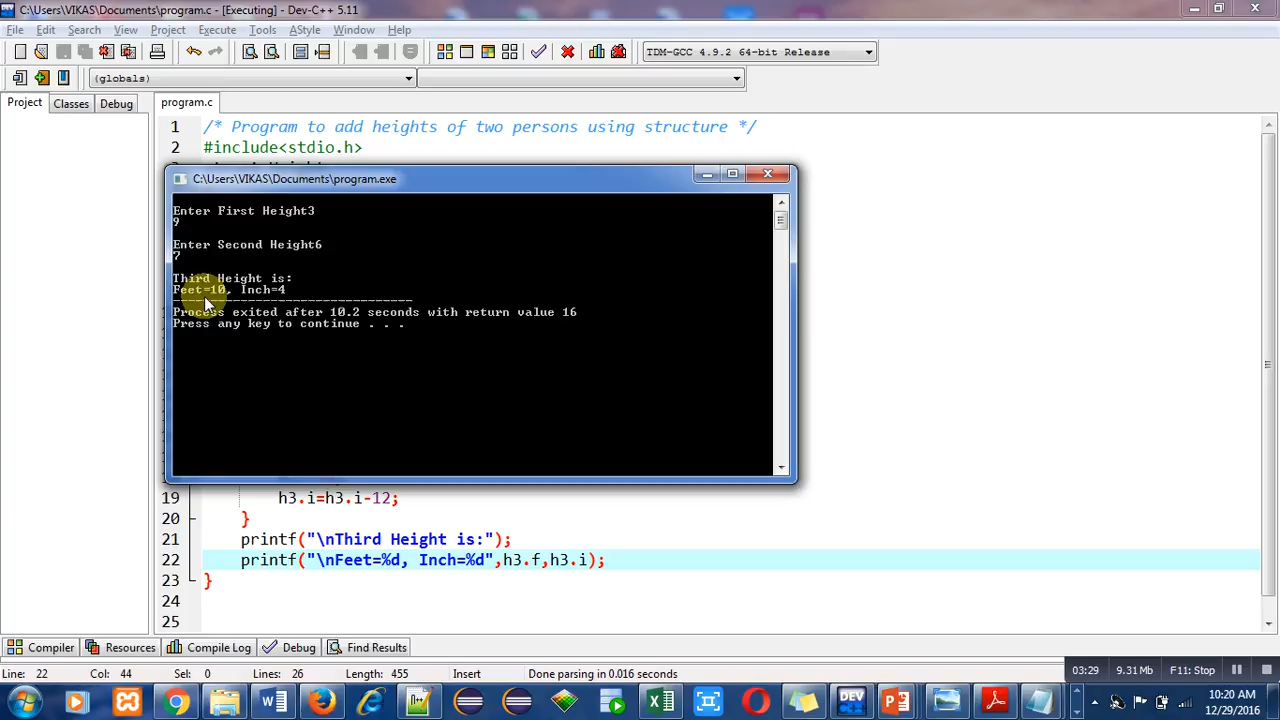 C:\Users\VIKAS\Documents\program.c - [Executing] - Dev-C++ 5.11
File Edit Search View Project Execute Tools AStyle Window Help
TDM-GCC 4.9.2 64-bit Release
(globals)
Project Classes Debug program.c
1 /* Program to add heights of two persons using structure */
2 #include<stdio.h>
C:\Users\VIKAS\Documents\program.exe
Enter First Height3
9
Enter Second Height6
7
Third Height is:
Feet=10, Inch=4
--------------------------------
Process exited after 10.2 seconds with return value 16
Press any key to continue . . .
19 h3.i=h3.i-12;
20 }
21 printf("\nThird Height is:");
22 printf("\nFeet=%d, Inch=%d",h3.f,h3.i);
23 }
24
25
Compiler Resources Compile Log Debug Find Results
Line: 22 Col: 44 Sel: 0 Lines: 26 Length: 455 Insert Done parsing in 0.016 seconds
03:29 9.31 Mb F11: Stop
DEV
10:20 AM
12/29/2016